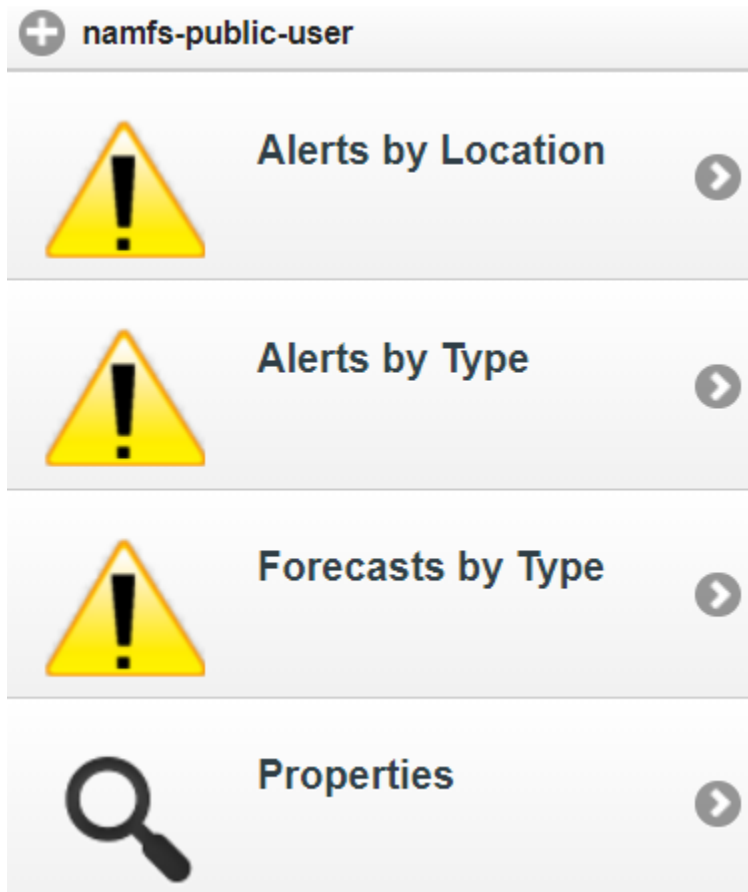 namfs-public-user
Alerts by Location
Alerts by Type
Forecasts by Type
Properties